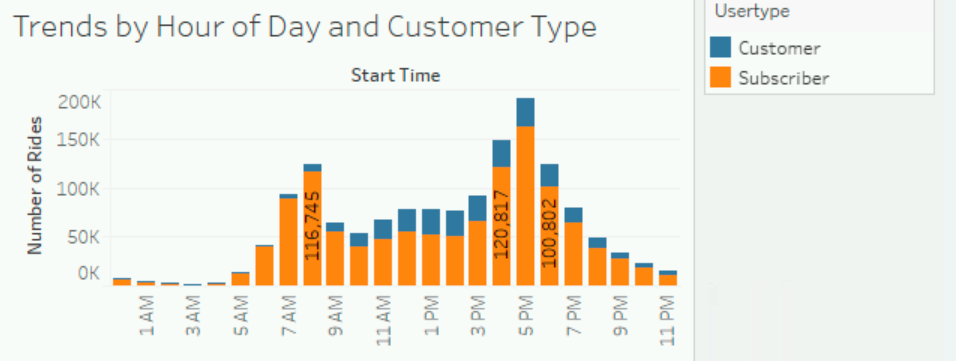 Trends by Hour of Day and Customer Type
Usertype
Customer
Subscriber
Start Time
Number of Rides
200K
150K
100K
50K
0K
116,745
120,817
100,802
1 AM
3 AM
5 AM
7 AM
9 AM
11 AM
1 PM
3 PM
5 PM
7 PM
9 PM
11 PM